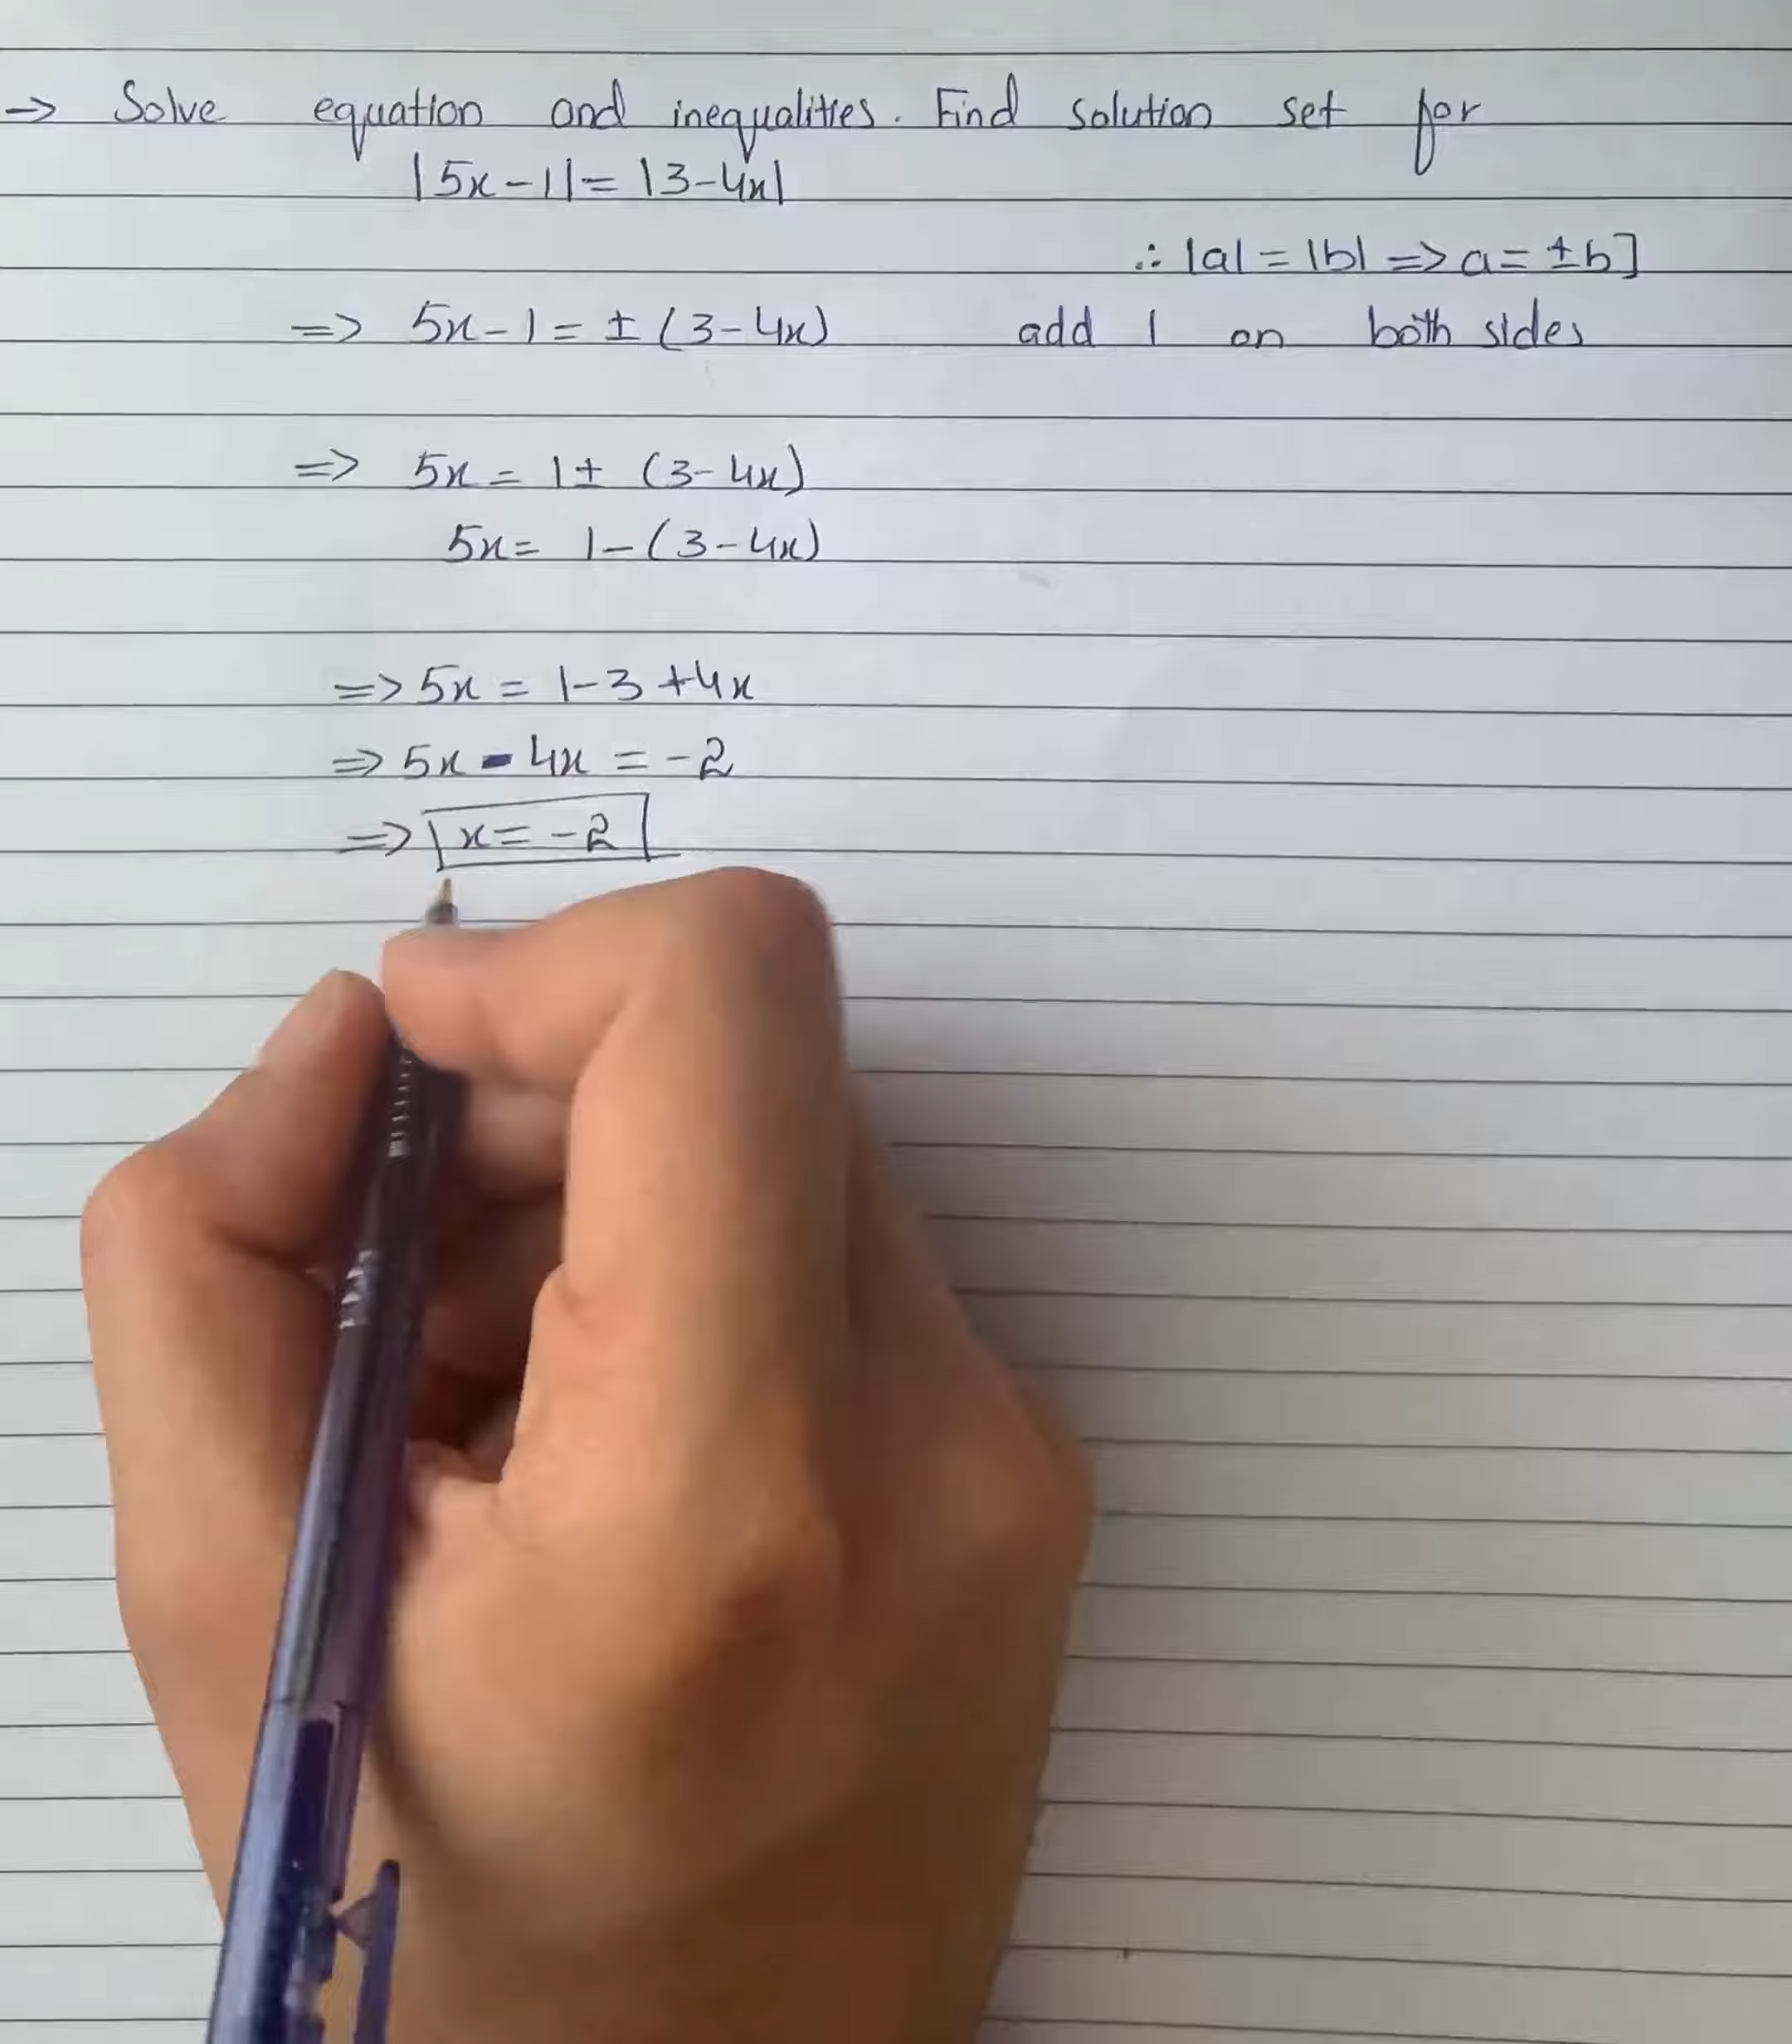 → Solve equation and inequalities. Find solution set for
|5x-1|=|3-4x|
∴ |a|=|b| => a= ±b]
=> 5x-1= ± (3-4x) add 1 on both sides
=> 5x= 1± (3-4x)
5x= 1-(3-4x)
=> 5x = 1-3 +4x
=> 5x - 4x = -2
=> x= -2